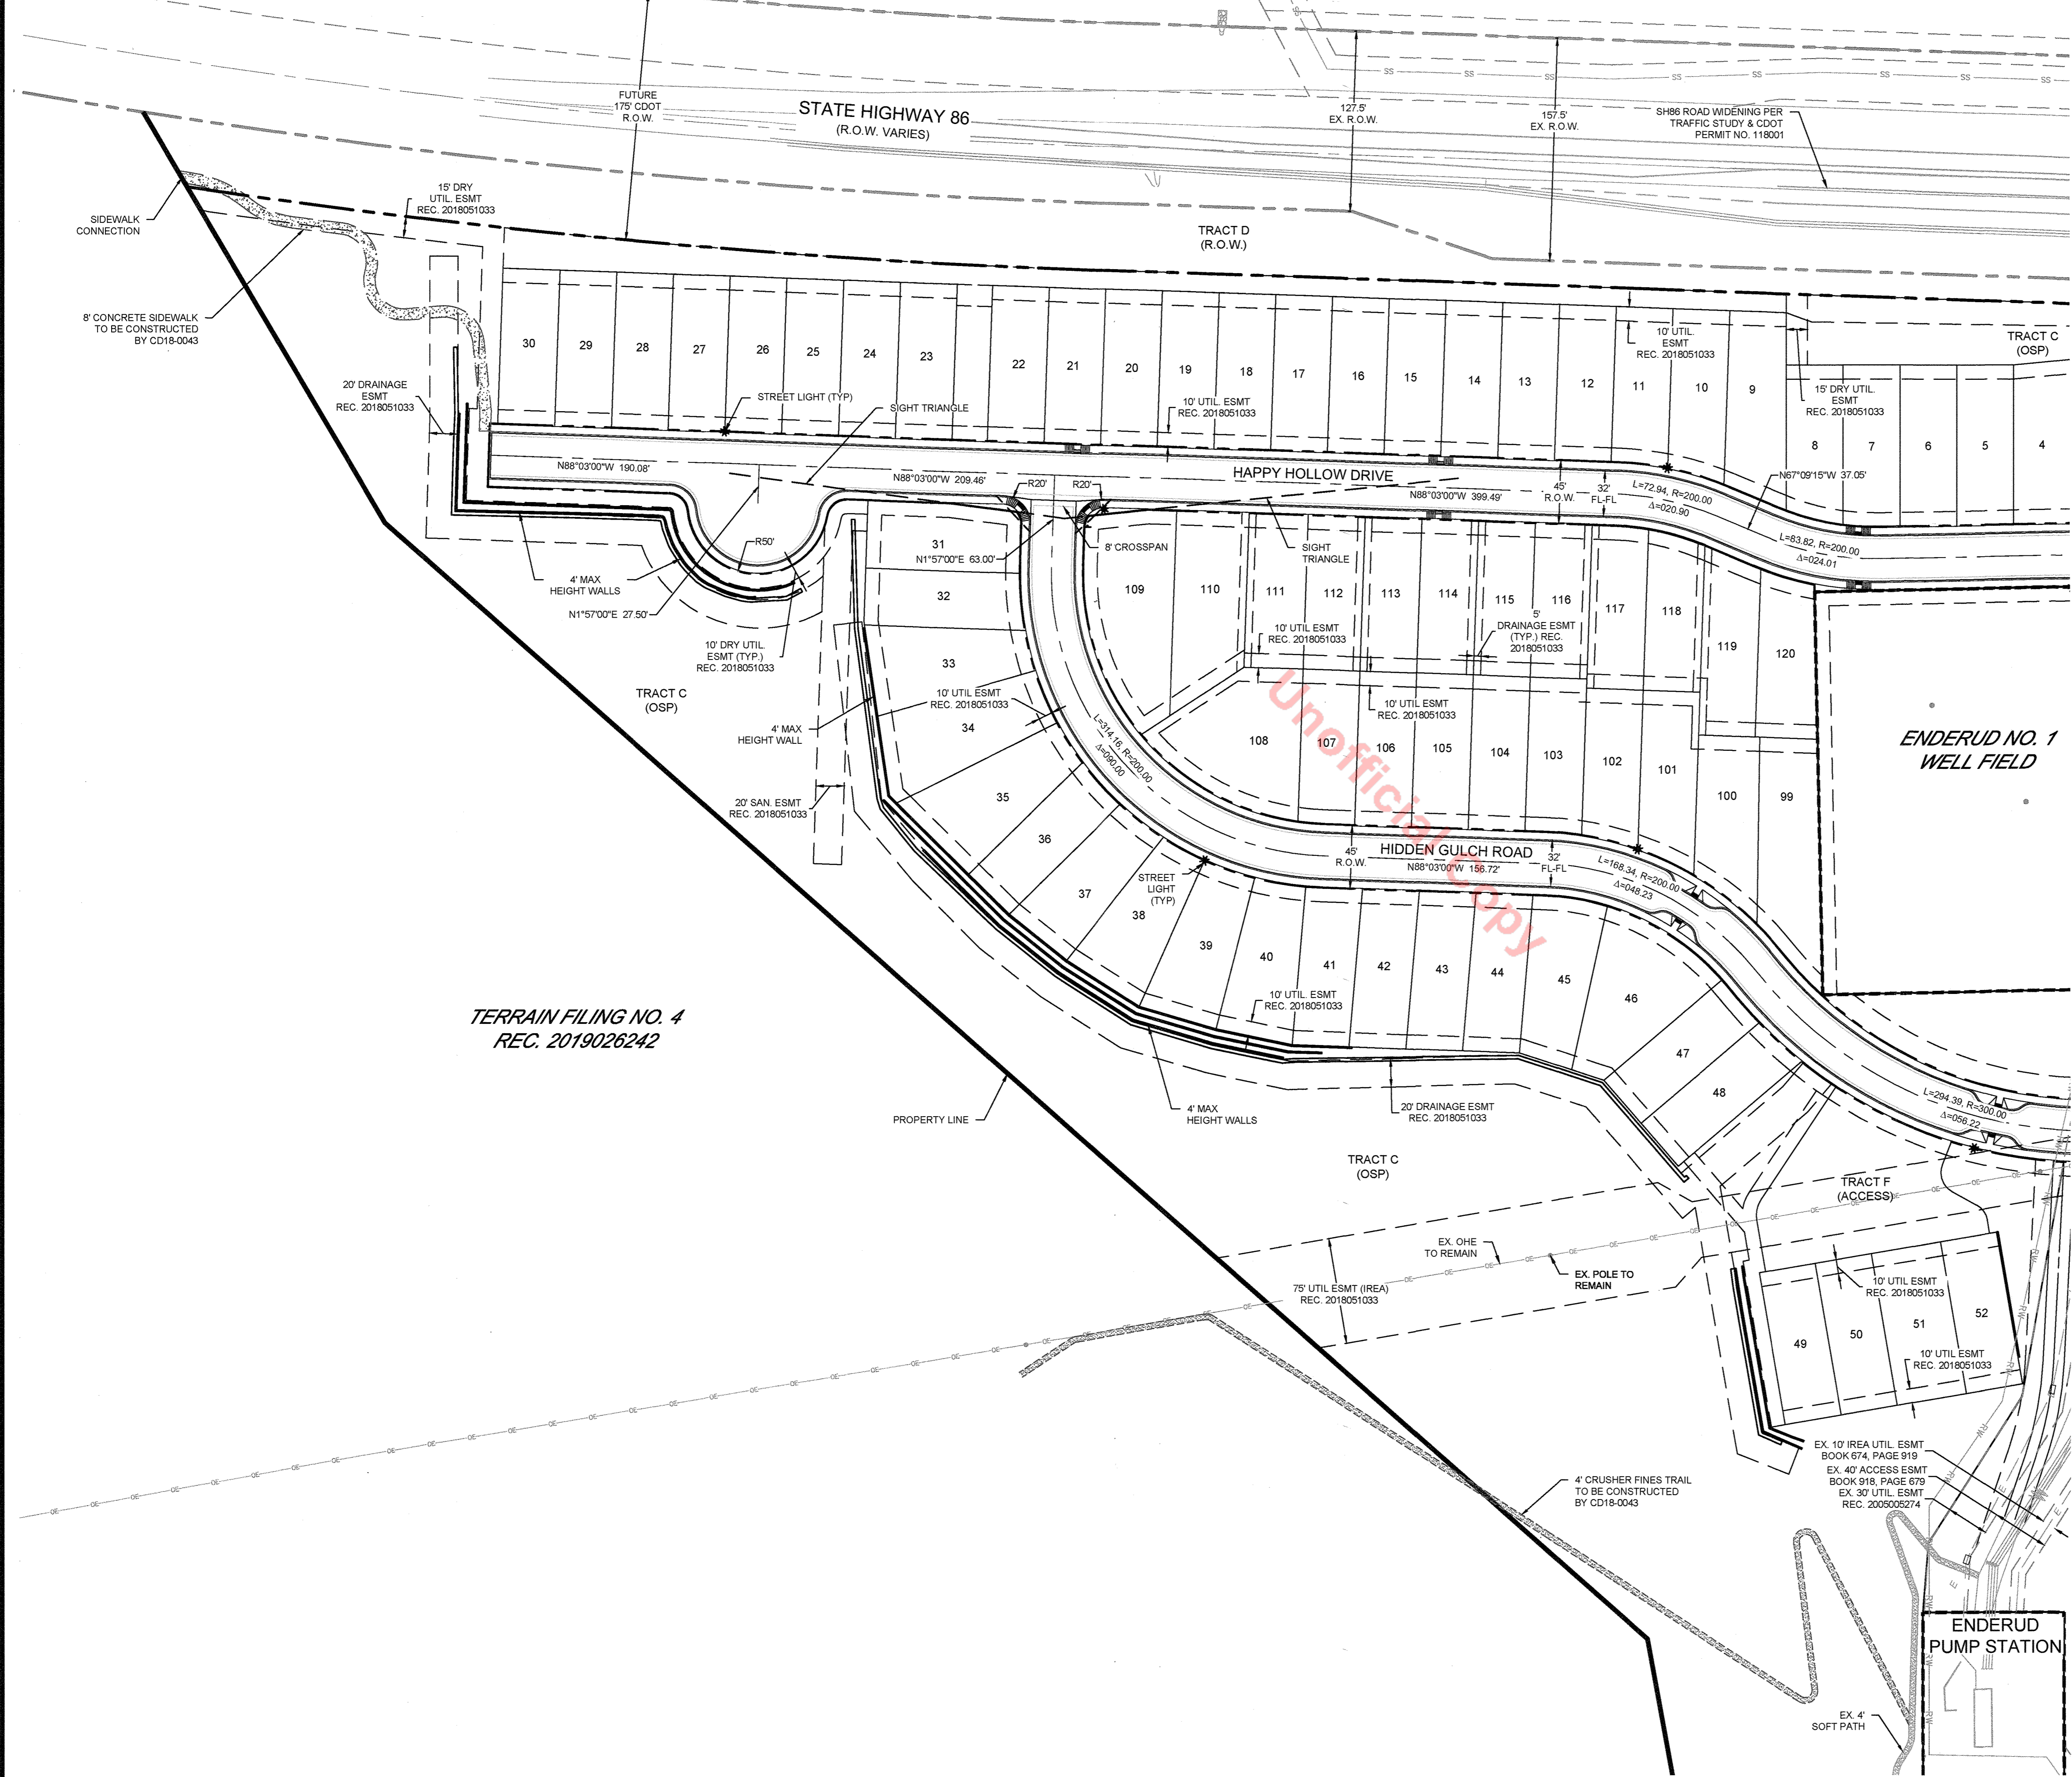 FUTURE
175' CDOT
R.O.W.
STATE HIGHWAY 86
(R.O.W. VARIES)
127.5'
EX. R.O.W.
157.5'
EX. R.O.W.
SS
SS
SS
SS
SS
SS
SS
SS
SH86 ROAD WIDENING PER
TRAFFIC STUDY & CDOT
PERMIT NO. 118001
15' DRY
UTIL. ESMT
REC. 2018051033
SIDEWALK
CONNECTION
TRACT D
(R.O.W.)
8' CONCRETE SIDEWALK
TO BE CONSTRUCTED
BY CD18-0043
20' DRAINAGE
ESMT
REC. 2018051033
30
29
28
27
26
25
24
23
22
21
20
19
18
17
16
15
14
13
12
11
10
9
10' UTIL.
ESMT
REC. 2018051033
TRACT C
(OSP)
15' DRY UTIL.
ESMT
REC. 2018051033
8
7
6
5
4
STREET LIGHT (TYP)
SIGHT TRIANGLE
10' UTIL. ESMT
REC. 2018051033
N88°03'00"W 190.08'
N88°03'00"W 209.46'
R20'
R20'
HAPPY HOLLOW DRIVE
N88°03'00"W 399.49'
45'
R.O.W.
32'
FL-FL
L=72.94, R=200.00
Δ=020.90
N67°09'15"W 37.05'
L=83.82, R=200.00
Δ=024.01
R50'
4' MAX
HEIGHT WALLS
N1°57'00"E 27.50'
10' DRY UTIL.
ESMT (TYP.)
REC. 2018051033
31
N1°57'00"E 63.00'
8' CROSSPAN
SIGHT
TRIANGLE
32
33
34
35
36
37
38
39
40
41
42
43
44
45
46
47
48
109
110
111
112
113
114
115
116
117
118
119
120
10' UTIL ESMT
REC. 2018051033
5'
DRAINAGE ESMT
(TYP.) REC.
2018051033
10' UTIL ESMT
REC. 2018051033
10' UTIL ESMT
REC. 2018051033
TRACT C
(OSP)
4' MAX
HEIGHT WALL
20' SAN. ESMT
REC. 2018051033
L=314.16, R=200.00
Δ=090.00
108
107
106
105
104
103
102
101
100
99
ENDERUD NO. 1
WELL FIELD
Unofficial Copy
45'
R.O.W.
HIDDEN GULCH ROAD
N88°03'00"W 156.72'
32'
FL-FL
L=168.34, R=200.00
Δ=048.23
STREET
LIGHT
(TYP)
10' UTIL. ESMT
REC. 2018051033
TERRAIN FILING NO. 4
REC. 2019026242
PROPERTY LINE
4' MAX
HEIGHT WALLS
20' DRAINAGE ESMT
REC. 2018051033
L=294.39, R=300.00
Δ=056.22
TRACT C
(OSP)
TRACT F
(ACCESS)
EX. OHE
TO REMAIN
EX. POLE TO
REMAIN
75' UTIL ESMT (IREA)
REC. 2018051033
10' UTIL ESMT
REC. 2018051033
49
50
51
52
10' UTIL ESMT
REC. 2018051033
EX. 10' IREA UTIL. ESMT
BOOK 674, PAGE 919
EX. 40' ACCESS ESMT
BOOK 918, PAGE 679
EX. 30' UTIL. ESMT
REC. 2005005274
4' CRUSHER FINES TRAIL
TO BE CONSTRUCTED
BY CD18-0043
ENDERUD
PUMP STATION
EX. 4'
SOFT PATH